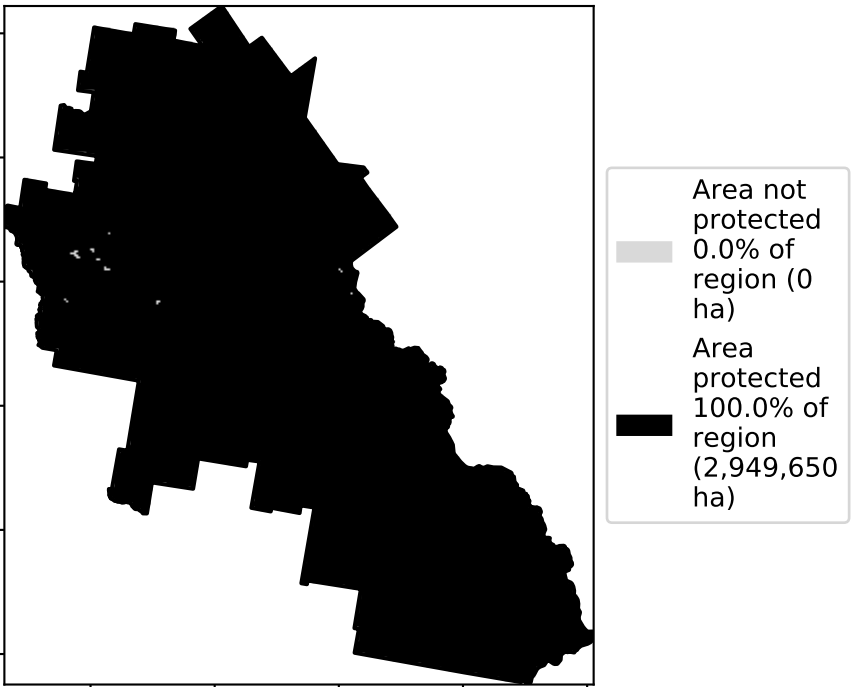 Area not
protected
0.0% of
region (0
ha)
Area
protected
100.0% of
region
(2,949,650
ha)